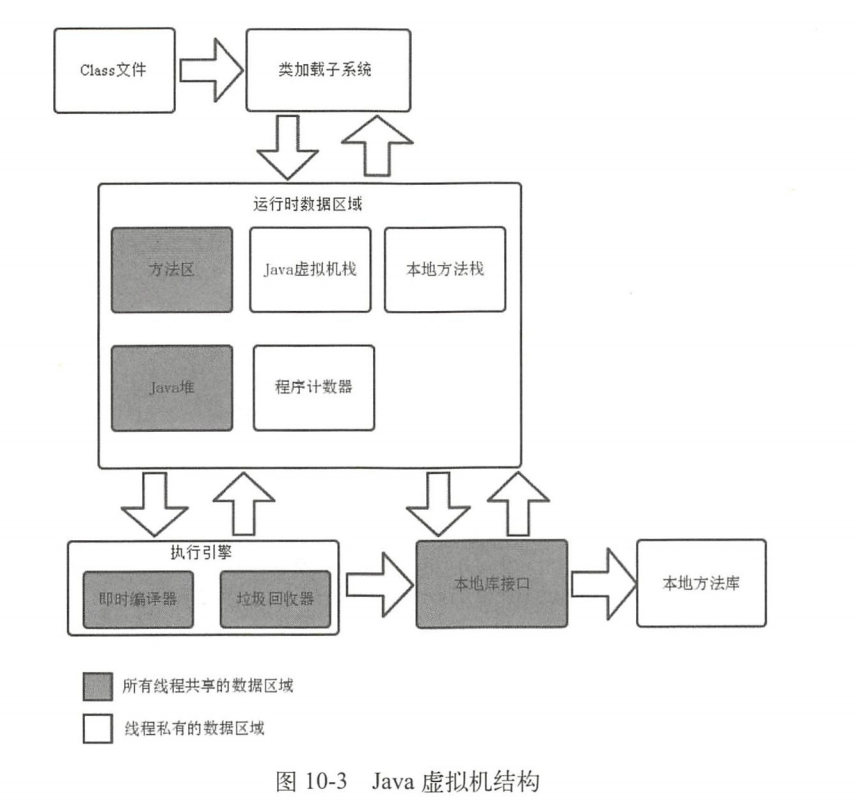 Class文件
类加载子系统
运行时数据区域
方法区
Java虚拟机栈
本地方法栈
Java堆
程序计数器
执行引擎
即时编译器
垃圾回收器
本地库接口
本地方法库
所有线程共享的数据区域
线程私有的数据区域
图 10-3 Java 虚拟机结构